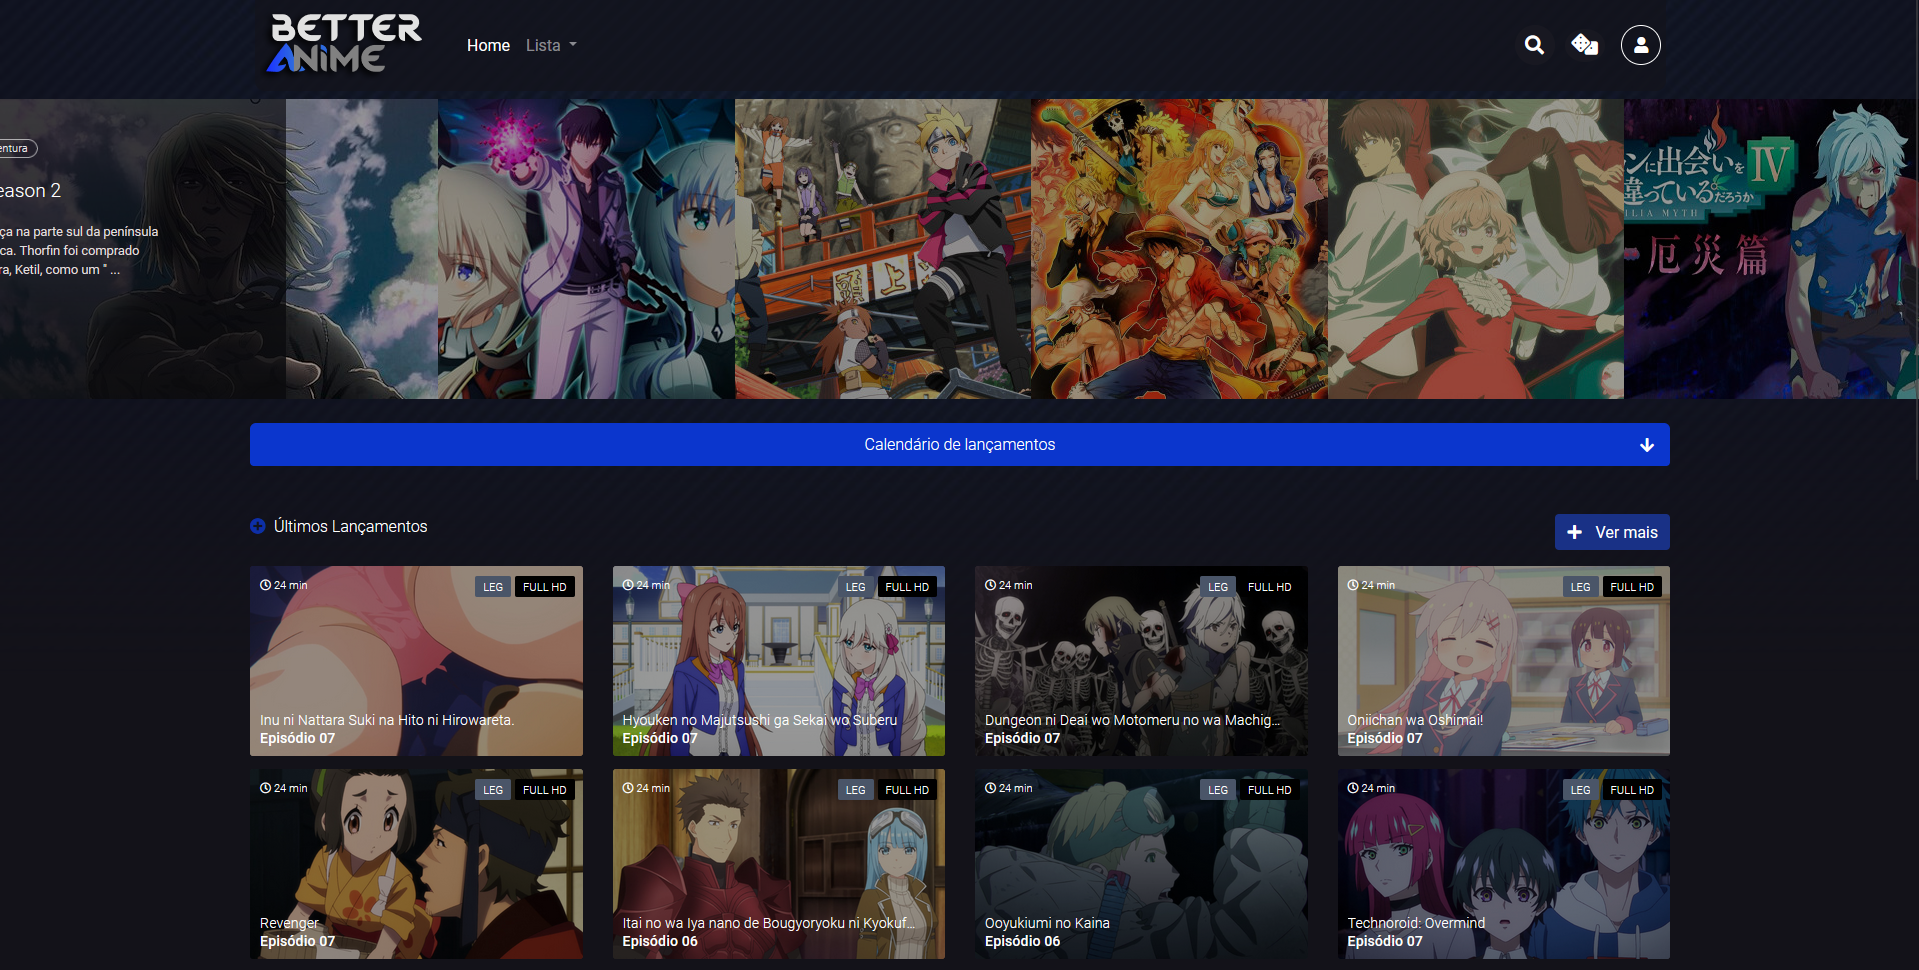 BETTER
ANIME
Home
Lista
entura
eason 2
ça na parte sul da península
ca. Thorfin foi comprado
ra, Ketil, como um " ...
ンに出会いを
違っているだろうか
IV
ILIA MYTH
厄災篇
Calendário de lançamentos
Últimos Lançamentos
Ver mais
24 min
LEG
FULL HD
Inu ni Nattara Suki na Hito ni Hirowareta.
Episódio 07
24 min
LEG
FULL HD
Hyouken no Majutsushi ga Sekai wo Suberu
Episódio 07
24 min
LEG
FULL HD
Dungeon ni Deai wo Motomeru no wa Machig...
Episódio 07
24 min
LEG
FULL HD
Oniichan wa Oshimai!
Episódio 07
24 min
LEG
FULL HD
Revenger
Episódio 07
24 min
LEG
FULL HD
Itai no wa Iya nano de Bougyoryoku ni Kyokuf...
Episódio 06
24 min
LEG
FULL HD
Ooyukiumi no Kaina
Episódio 06
24 min
LEG
FULL HD
Technoroid: Overmind
Episódio 07